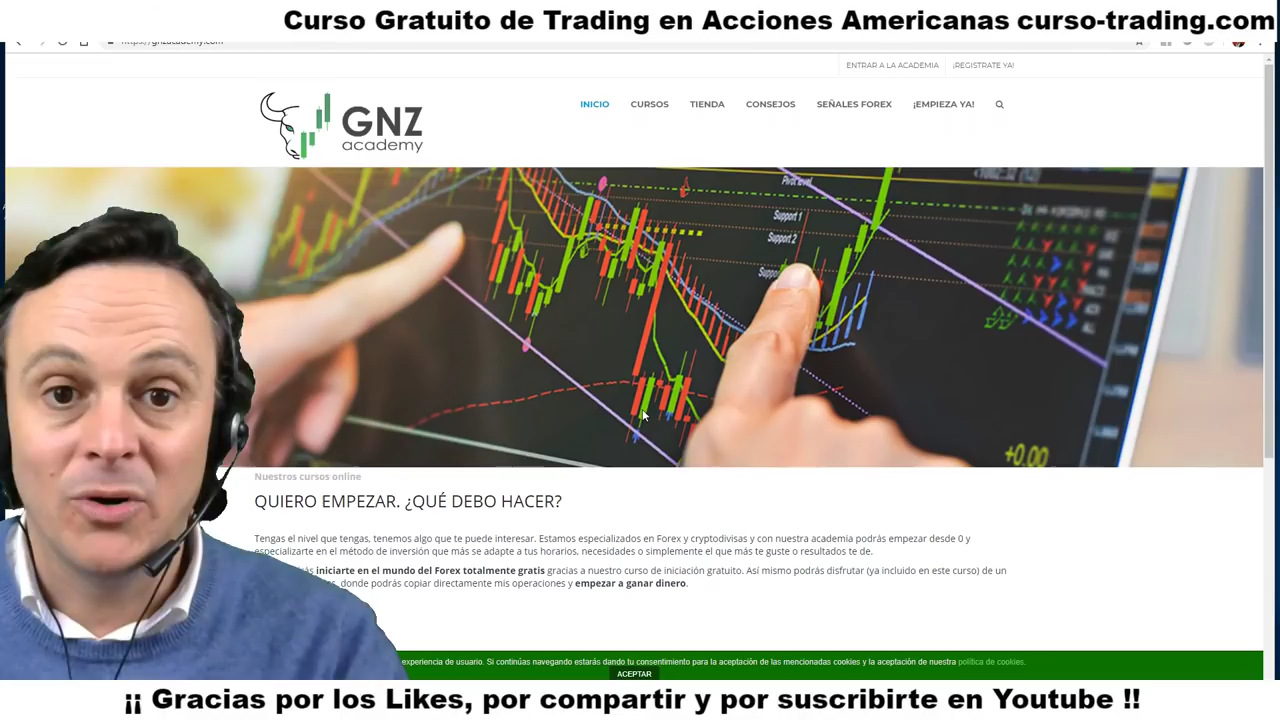 Curso Gratuito de Trading en Acciones Americanas curso-trading.com
ENTRAR A LA ACADEMIA
¡REGISTRATE YA!
GNZ
academy
INICIO CURSOS TIENDA CONSEJOS SEÑALES FOREX ¡EMPIEZA YA!
Pivot level
Support 1
Support 2
+0.00
Nuestros cursos online
QUIERO EMPEZAR. ¿QUÉ DEBO HACER?
Tengas el nivel que tengas, tenemos algo que te puede interesar. Estamos especializados en Forex y cryptodivisas y con nuestra academia podrás empezar desde 0 y
especializarte en el método de inversión que más se adapte a tus horarios, necesidades o simplemente el que más te guste o resultados te de.
iniciarte en el mundo del Forex totalmente gratis gracias a nuestro curso de iniciación gratuito. Así mismo podrás disfrutar (ya incluido en este curso) de un
donde podrás copiar directamente mis operaciones y empezar a ganar dinero.
experiencia de usuario. Si continúas navegando estarás dando tu consentimiento para la aceptación de las mencionadas cookies y la aceptación de nuestra política de cookies.
ACEPTAR
¡¡ Gracias por los Likes, por compartir y por suscribirte en Youtube !!